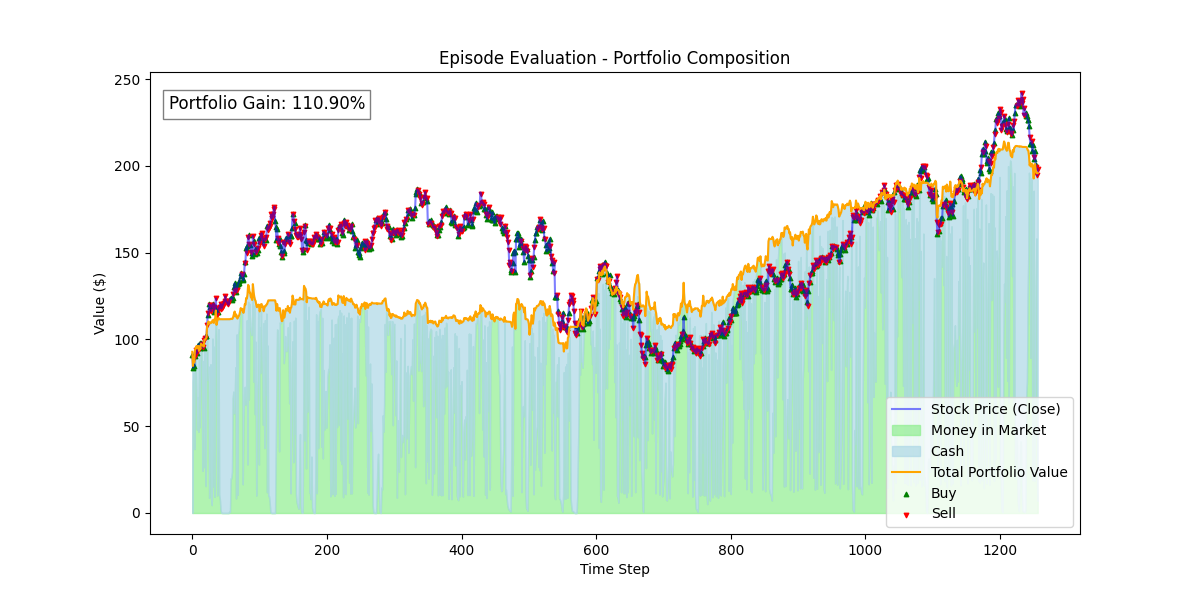 Episode Evaluation - Portfolio Composition
Portfolio Gain: 110.90%
Value ($)
250
200
150
100
50
0
0 200 400 600 800 1000 1200
Time Step
Stock Price (Close)
Money in Market
Cash
Total Portfolio Value
Buy
Sell